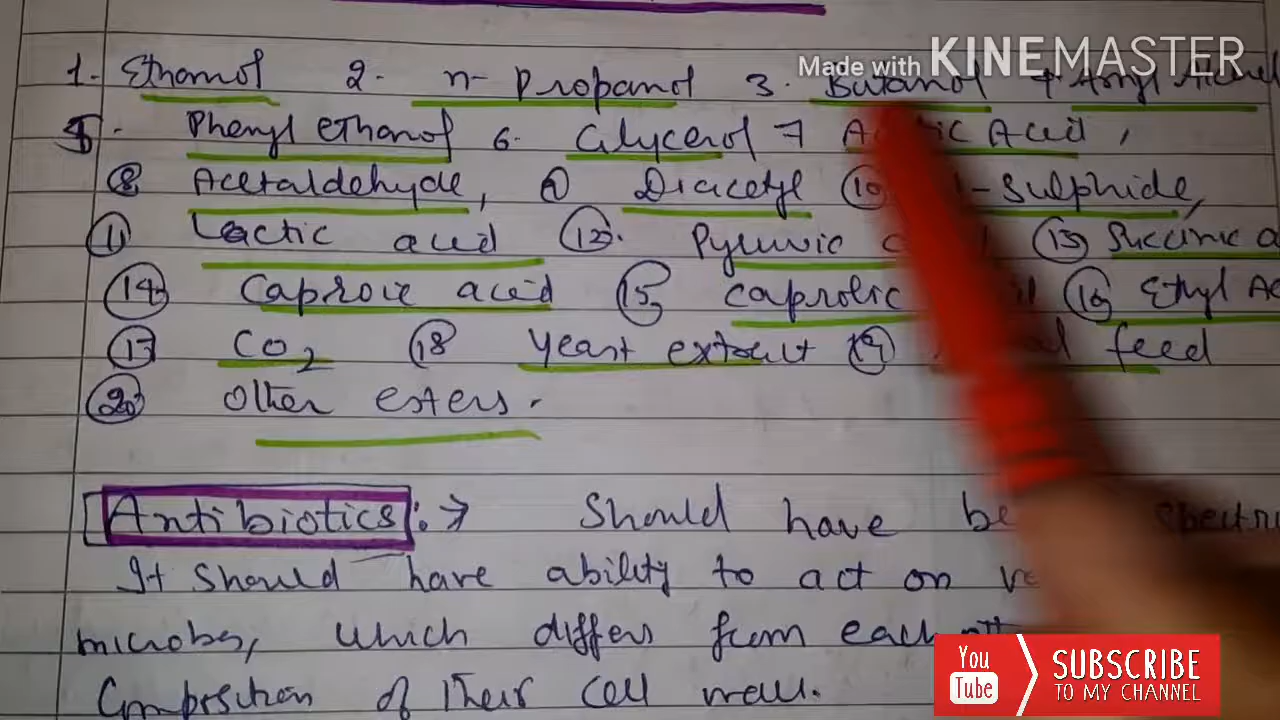 Made with KINEMASTER
1. Ethanol 2. n- Propanol 3. Butanol 4 Amyl
5. Phenyl ethanol 6. Glycerol 7 Acid,
8 Acetaldehyde, 9 Diacetyl 10 -Sulphide,
11 Lactic acid 12. Pyruvic 13 Succinic
14 Caproic acid 15 caprolic 16 Ethyl
17 CO2 18 Yeast extract 19 feed
20 Other esters.
Antibiotics:→ Should have
It should have ability to act on
microbes, which differs from each
Composition of their cell wall.
You Tube SUBSCRIBE
TO MY CHANNEL